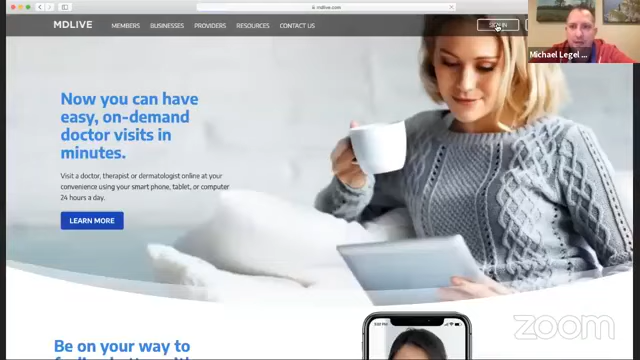 mdlive.com
MDLIVE MEMBERS BUSINESSES PROVIDERS RESOURCES CONTACT US SIGN IN
Michael Legel ...
Now you can have
easy, on-demand
doctor visits in
minutes.
Visit a doctor, therapist or dermatologist online at your
convenience using your smart phone, tablet, or computer
24 hours a day.
LEARN MORE
Be on your way to
zoom